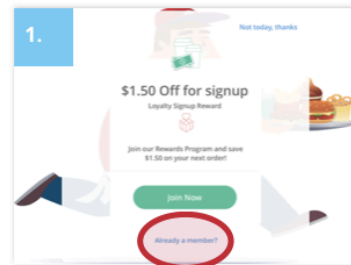 1.
Not today, thanks
$1.50 Off for signup
Loyalty Signup Reward
Join our Rewards Program and save
$1.50 on your next order!
Join Now
Already a member?